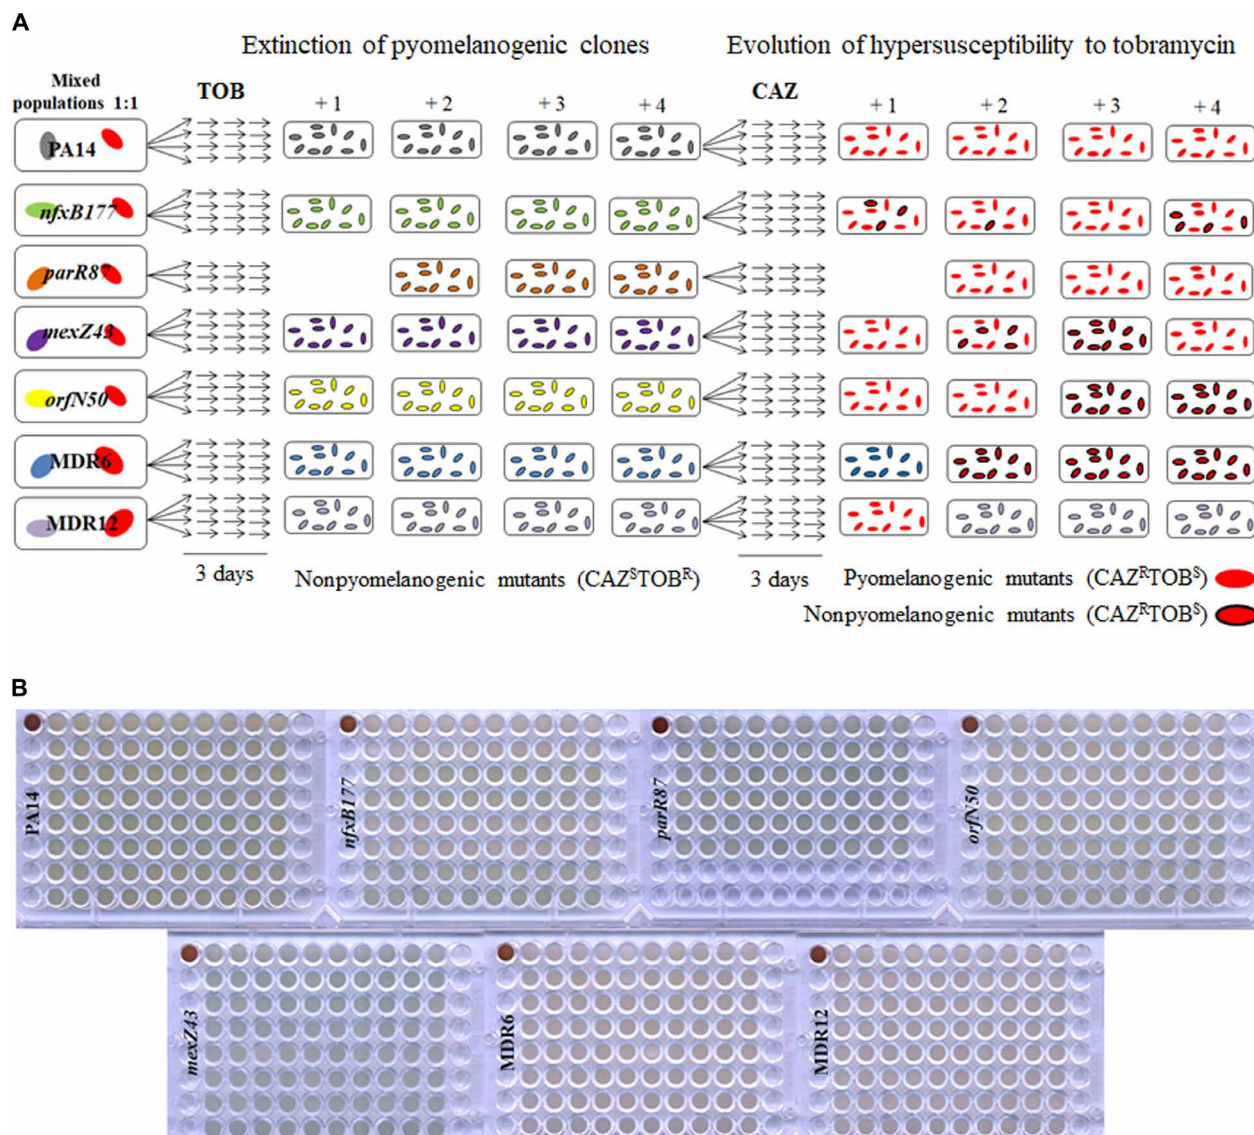 A
Extinction of pyomelanogenic clones
Evolution of hypersusceptibility to tobramycin
Mixed
populations 1:1
TOB
+ 1
+ 2
+ 3
+ 4
CAZ
+ 1
+ 2
+ 3
+ 4
PA14
nfxB177
parR87
mexZ43
orfN50
MDR6
MDR12
3 days
Nonpyomelanogenic mutants (CAZˢTOBᴿ)
3 days
Pyomelanogenic mutants (CAZᴿTOBˢ)
Nonpyomelanogenic mutants (CAZᴿTOBˢ)
B
PA14
nfxB177
parR87
orfN50
mexZ43
MDR6
MDR12